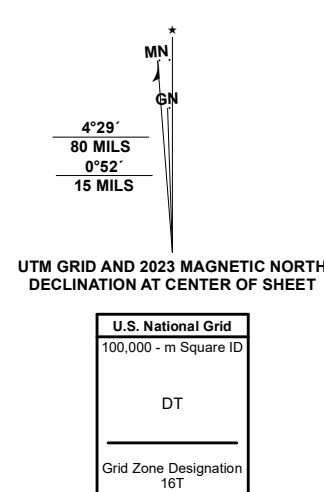 ★
MN
GN
4°29´
80 MILS
0°52´
15 MILS
UTM GRID AND 2023 MAGNETIC NORTH
DECLINATION AT CENTER OF SHEET
U.S. National Grid
100,000 - m Square ID
DT
Grid Zone Designation
16T